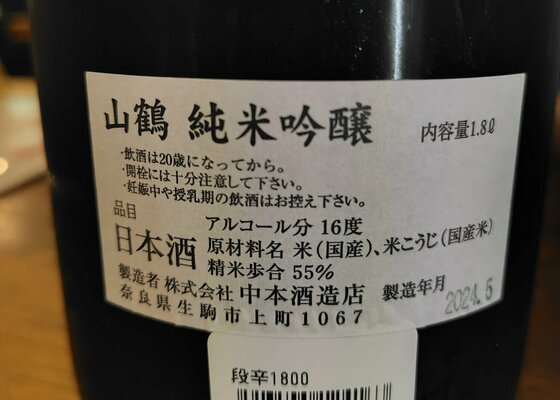 山鶴 純米吟醸 内容量1.8ℓ
・飲酒は20歳になってから。
・開栓には十分注意して下さい。
・妊娠中や授乳期の飲酒はお控え下さい。
品目
日本酒
アルコール分 16度
原材料名 米(国産)、米こうじ(国産米)
精米歩合 55%
製造者 株式会社 中本酒造店 製造年月 2024.5
奈良県生駒市上町1067
段辛1800